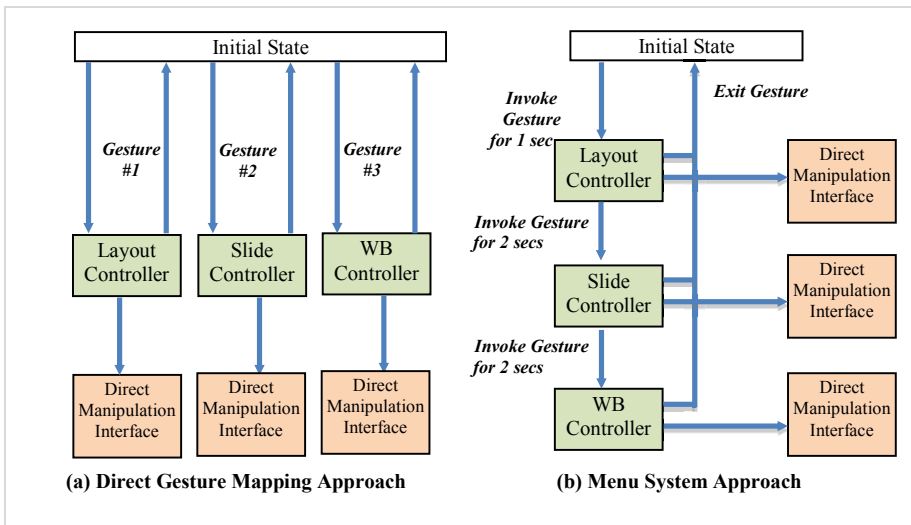 Initial State
Gesture
#1
Gesture
#2
Gesture
#3
Layout
Controller
Slide
Controller
WB
Controller
Direct
Manipulation
Interface
Direct
Manipulation
Interface
Direct
Manipulation
Interface
(a) Direct Gesture Mapping Approach
Initial State
Invoke
Gesture
for 1 sec
Exit Gesture
Layout
Controller
Direct
Manipulation
Interface
Invoke Gesture
for 2 secs
Slide
Controller
Direct
Manipulation
Interface
Invoke Gesture
for 2 secs
WB
Controller
Direct
Manipulation
Interface
(b) Menu System Approach